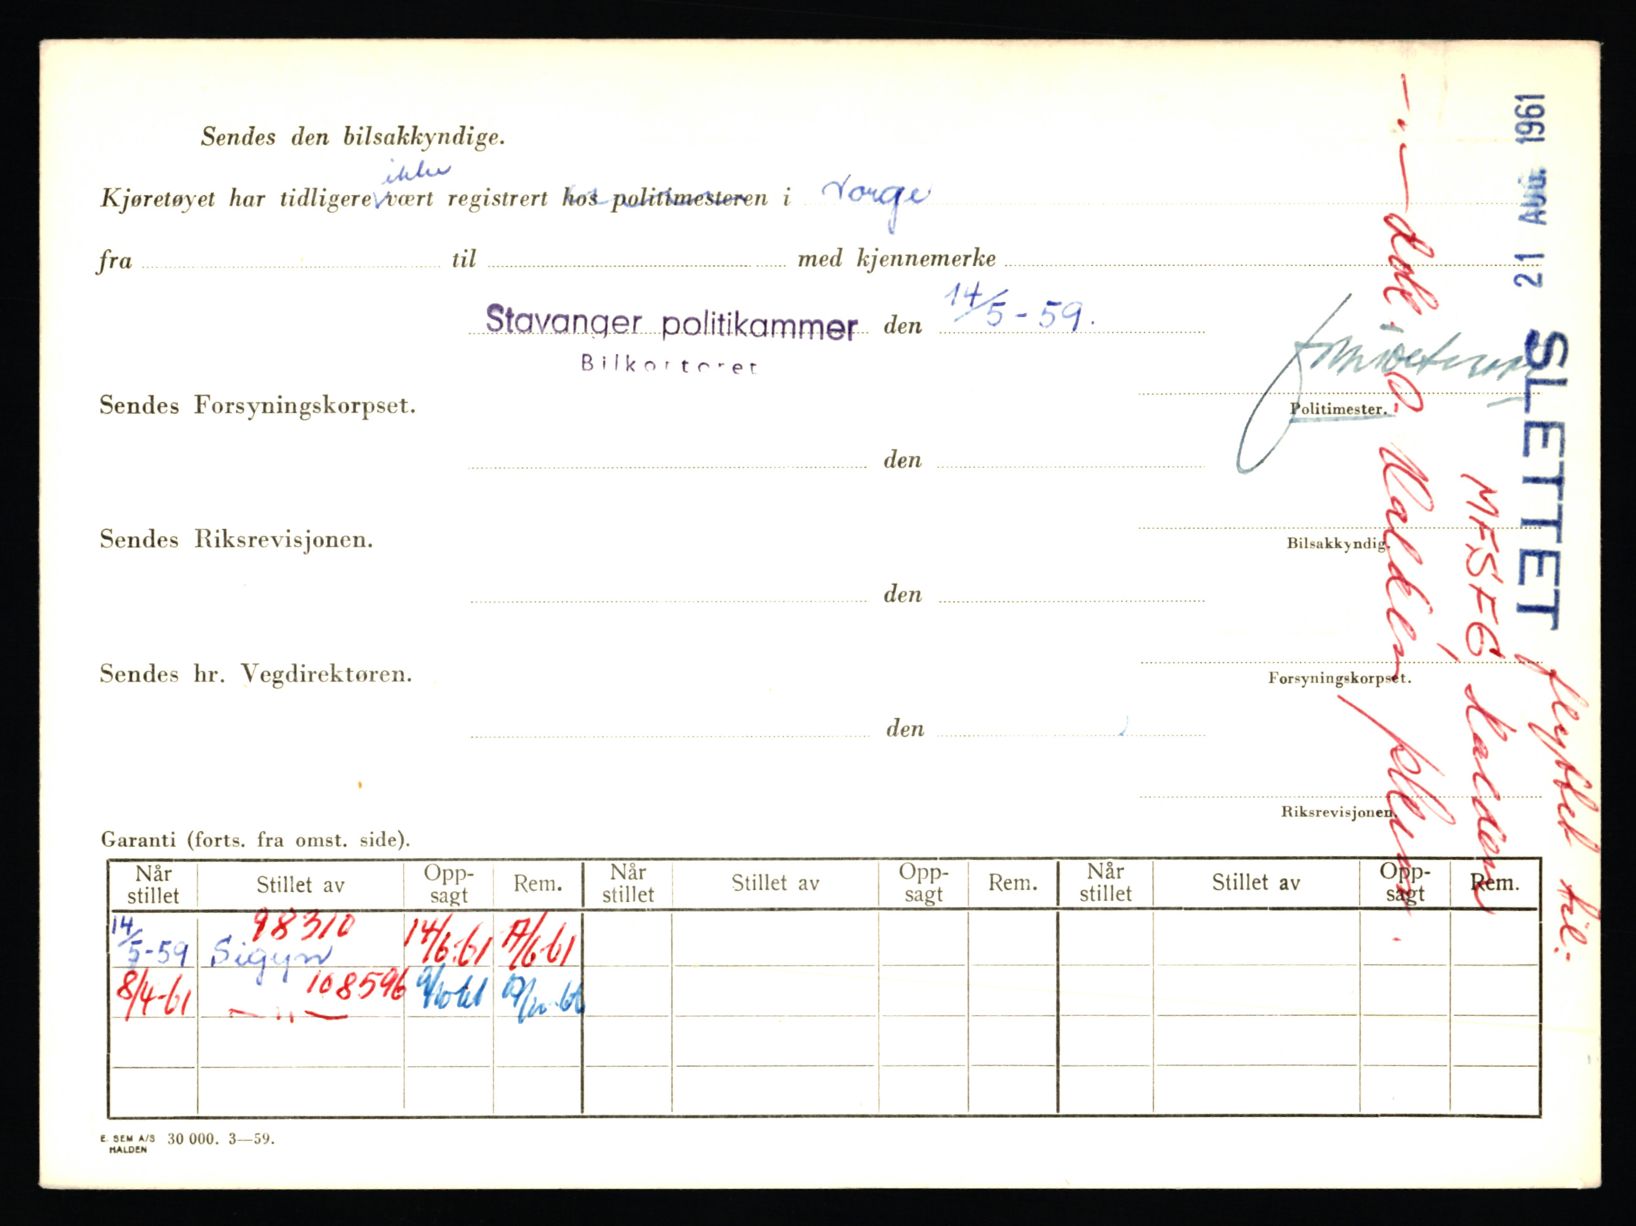 Sendes den bilsakkyndige.
ikke
Kjøretøyet har tidligere vært registrert hos politimesteren i Norge
fra til med kjennemerke
Stavanger politikammer den 14/5-59.
Bilkontoret
Sendes Forsyningskorpset.
Politimester.
den
Sendes Riksrevisjonen.
Bilsakkyndig.
den
Sendes hr. Vegdirektøren.
Forsyningskorpset.
den
Riksrevisjonen.
21 AUG. 1961
SLETTET flyttet til:
Garanti (forts. fra omst. side).
Når stillet Stillet av Opp-sagt Rem. Når stillet Stillet av Opp-sagt Rem. Når stillet Stillet av Opp-sagt Rem.
98310
14/5-59 Sigyn 14/6-61 17/6-61
8/4-61 108596
— " —
E. SEM A/S 30 000. 3—59.
HALDEN